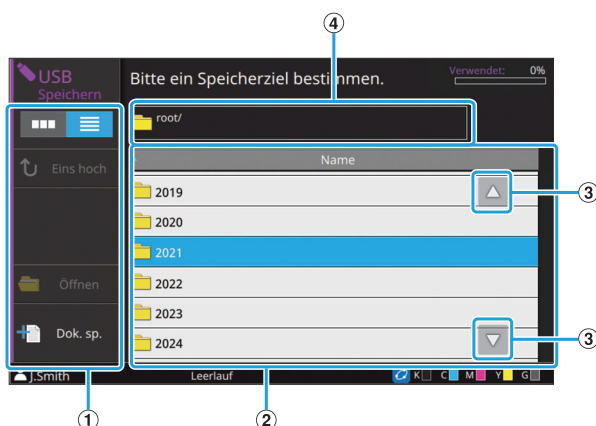 4
USB
Speichern
Bitte ein Speicherziel bestimmen.
Verwendet: 0%
root/
Name
Eins hoch
2019
3
2020
2021
Öffnen
2022
2023
Dok. sp.
2024
3
J.Smith
Leerlauf
K C M Y G
1
2